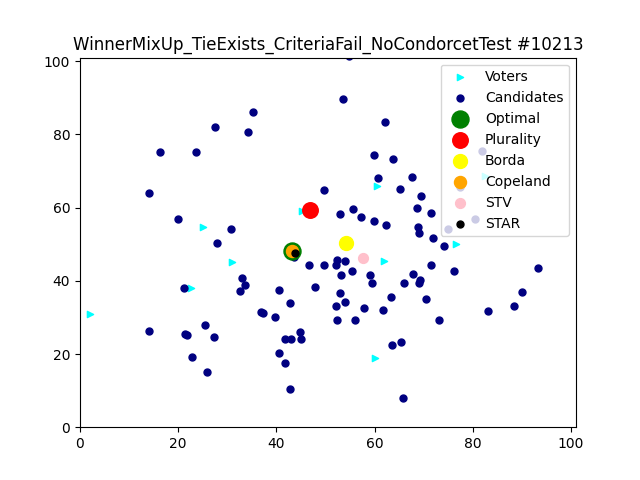 WinnerMixUp_TieExists_CriteriaFail_NoCondorcetTest #10213
100
80
60
40
20
0
0 20 40 60 80 100
Voters
Candidates
Optimal
Plurality
Borda
Copeland
STV
STAR